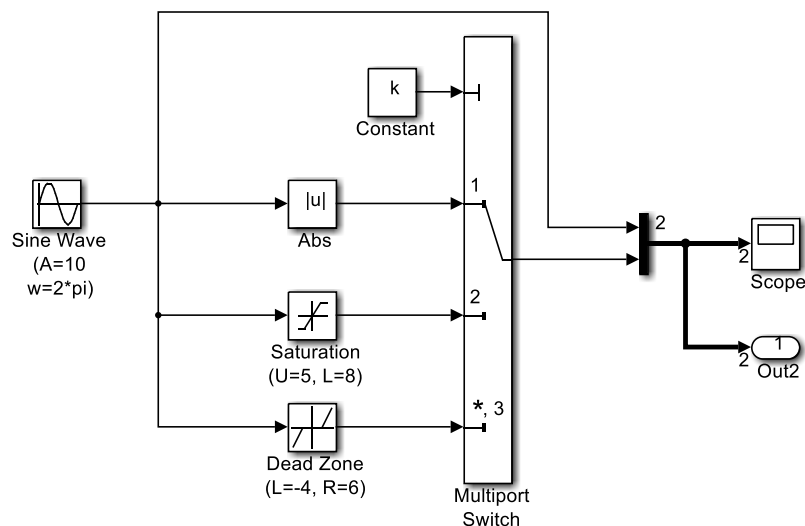 k
Constant
1
|u|
Sine Wave
(A=10
w=2*pi)
Abs
2
2
Scope
2
Saturation
(U=5, L=8)
1
2
Out2
*, 3
Dead Zone
(L=-4, R=6)
Multiport
Switch